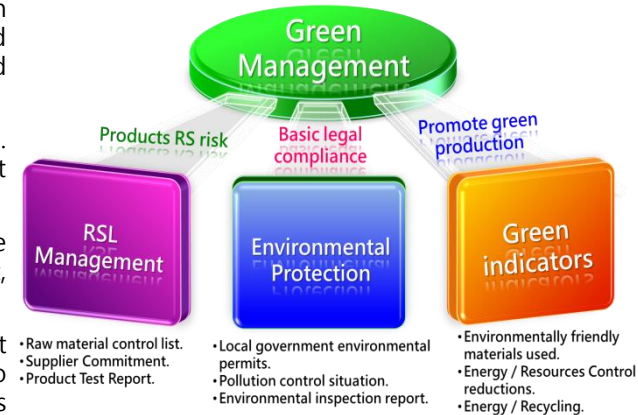 Green
Management
Products RS risk
Basic legal
compliance
Promote green
production
RSL
Management
Environmental
Protection
Green
indicators
•Raw material control list.
•Supplier Commitment.
•Product Test Report.
•Local government environmental
permits.
•Pollution control situation.
•Environmental inspection report.
•Environmentally friendly
materials used.
•Energy / Resources Control
reductions.
•Energy / Recycling.